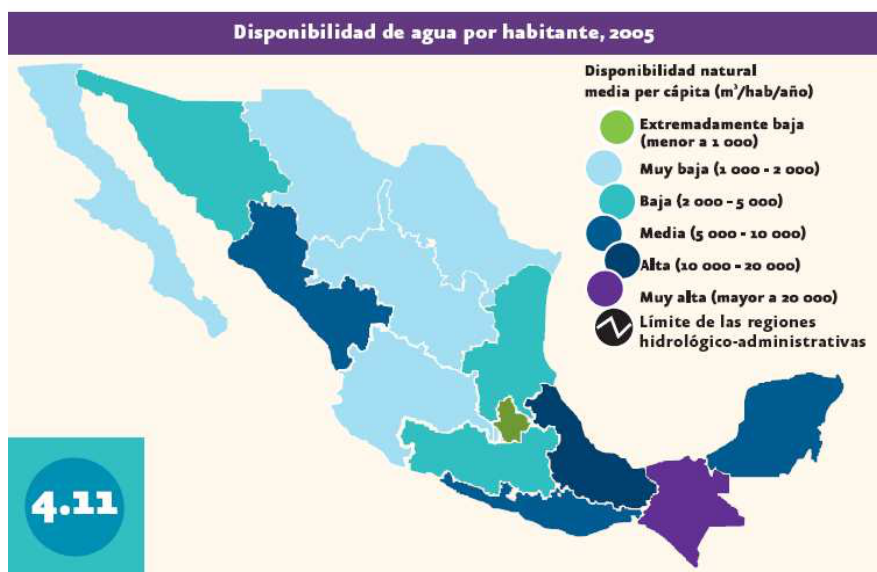 Disponibilidad de agua por habitante, 2005
Disponibilidad natural
media per cápita (m³/hab/año)
Extremadamente baja
(menor a 1 000)
Muy baja (1 000 - 2 000)
Baja (2 000 - 5 000)
Media (5 000 - 10 000)
Alta (10 000 - 20 000)
Muy alta (mayor a 20 000)
Límite de las regiones
hidrológico-administrativas
4.11